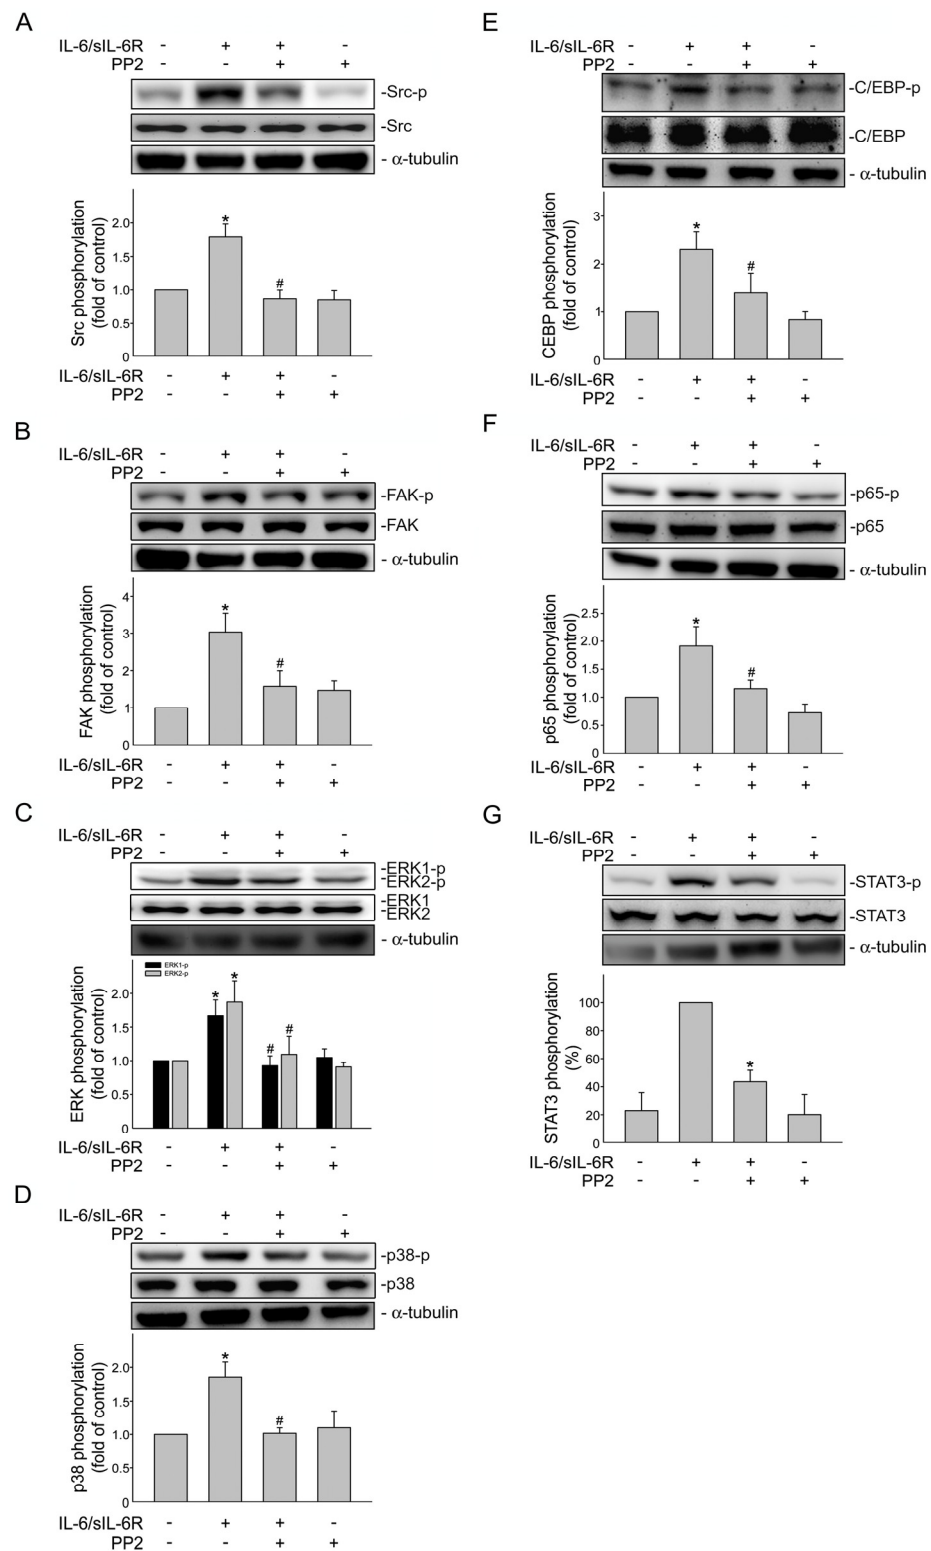 A
IL-6/sIL-6R - + + -
PP2 - - + +
-Src-p
-Src
- α-tubulin
Src phosphorylation
(fold of control)
2.0
1.5
1.0
0.5
0
*
#
IL-6/sIL-6R - + + -
PP2 - - + +
B
IL-6/sIL-6R - + + -
PP2 - - + +
-FAK-p
-FAK
- α-tubulin
FAK phosphorylation
(fold of control)
4
3
2
1
0
*
#
IL-6/sIL-6R - + + -
PP2 - - + +
C
IL-6/sIL-6R - + + -
PP2 - - + +
-ERK1-p
-ERK2-p
-ERK1
-ERK2
- α-tubulin
ERK phosphorylation
(fold of control)
ERK1-p
ERK2-p
2.0
1.5
1.0
0.5
0
* *
# #
IL-6/sIL-6R - + + -
PP2 - - + +
D
IL-6/sIL-6R - + + -
PP2 - - + +
-p38-p
-p38
- α-tubulin
p38 phosphorylation
(fold of control)
2.0
1.5
1.0
0.5
0
*
#
IL-6/sIL-6R - + + -
PP2 - - + +
E
IL-6/sIL-6R - + + -
PP2 - - + +
-C/EBP-p
-C/EBP
- α-tubulin
CEBP phosphorylation
(fold of control)
3
2
1
0
*
#
IL-6/sIL-6R - + + -
PP2 - - + +
F
IL-6/sIL-6R - + + -
PP2 - - + +
-p65-p
-p65
- α-tubulin
p65 phosphorylation
(fold of control)
2.5
2.0
1.5
1.0
0.5
0
*
#
IL-6/sIL-6R - + + -
PP2 - - + +
G
IL-6/sIL-6R - + + -
PP2 - - + +
-STAT3-p
-STAT3
- α-tubulin
STAT3 phosphorylation
(%)
100
80
60
40
20
0
*
IL-6/sIL-6R - + + -
PP2 - - + +